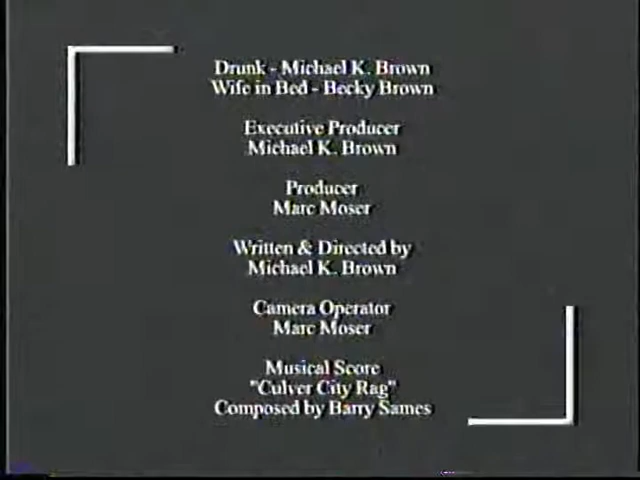 Drunk - Michael K. Brown
Wife in Bed - Becky Brown
Executive Producer
Michael K. Brown
Producer
Marc Moser
Written & Directed by
Michael K. Brown
Camera Operator
Marc Moser
Musical Score
"Culver City Rag"
Composed by Barry Sames